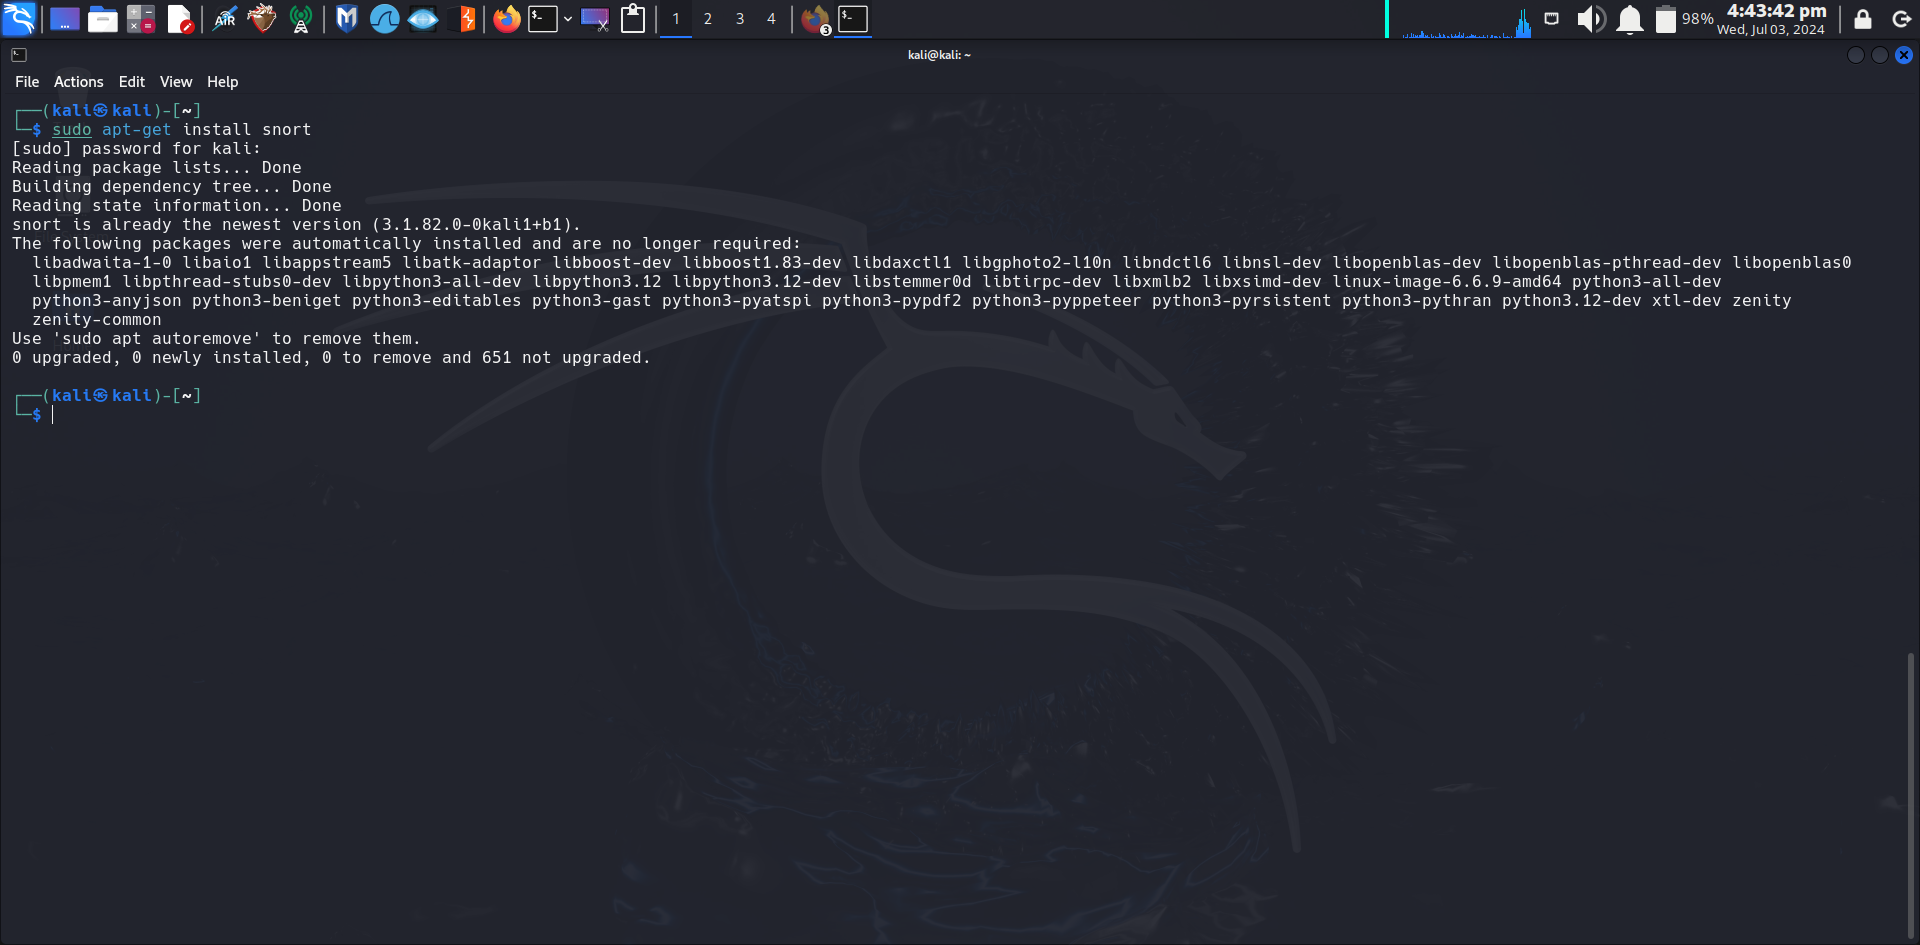 1 2 3 4
3
98%
4:43:42 pm
Wed, Jul 03, 2024
kali@kali: ~
File Actions Edit View Help
┌──(kali㉿kali)-[~]
└─$ sudo apt-get install snort
[sudo] password for kali:
Reading package lists... Done
Building dependency tree... Done
Reading state information... Done
snort is already the newest version (3.1.82.0-0kali1+b1).
The following packages were automatically installed and are no longer required:
  libadwaita-1-0 libaio1 libappstream5 libatk-adaptor libboost-dev libboost1.83-dev libdaxctl1 libgphoto2-l10n libndctl6 libnsl-dev libopenblas-dev libopenblas-pthread-dev libopenblas0
  libpmem1 libpthread-stubs0-dev libpython3-all-dev libpython3.12 libpython3.12-dev libstemmer0d libtirpc-dev libxmlb2 libxsimd-dev linux-image-6.6.9-amd64 python3-all-dev
  python3-anyjson python3-beniget python3-editables python3-gast python3-pyatspi python3-pypdf2 python3-pyppeteer python3-pyrsistent python3-pythran python3.12-dev xtl-dev zenity
  zenity-common
Use 'sudo apt autoremove' to remove them.
0 upgraded, 0 newly installed, 0 to remove and 651 not upgraded.
┌──(kali㉿kali)-[~]
└─$